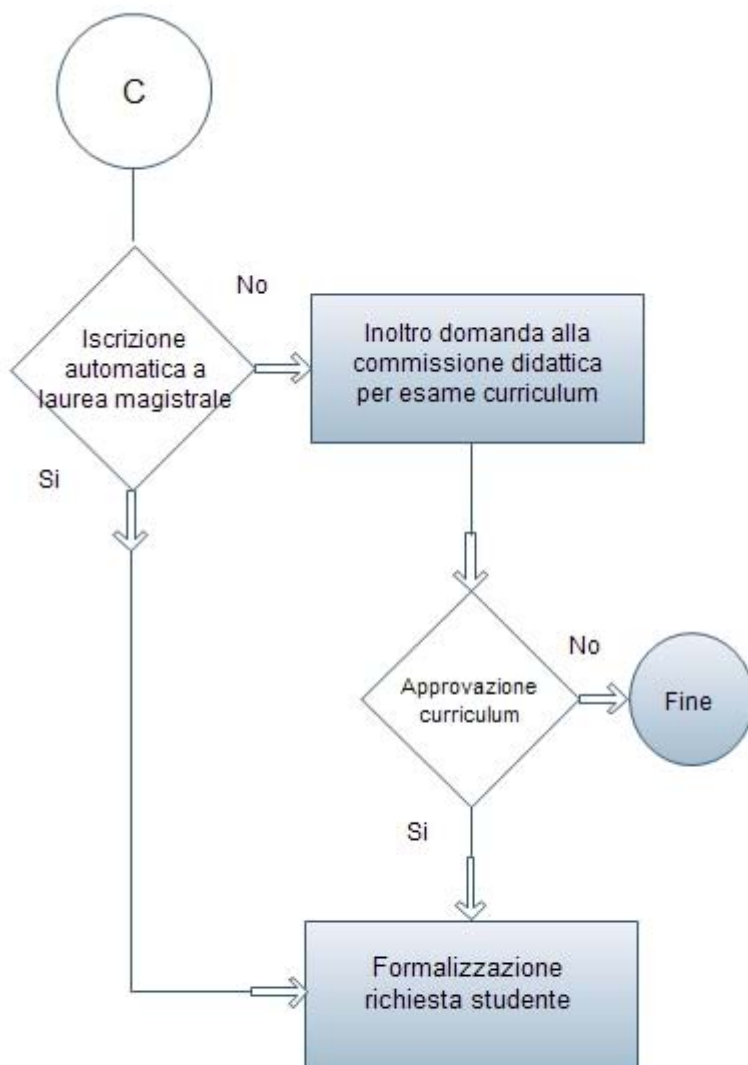 C
Iscrizione
automatica a
laurea magistrale
No
Si
Inoltro domanda alla
commissione didattica
per esame curriculum
Approvazione
curriculum
No
Fine
Si
Formalizzazione
richiesta studente